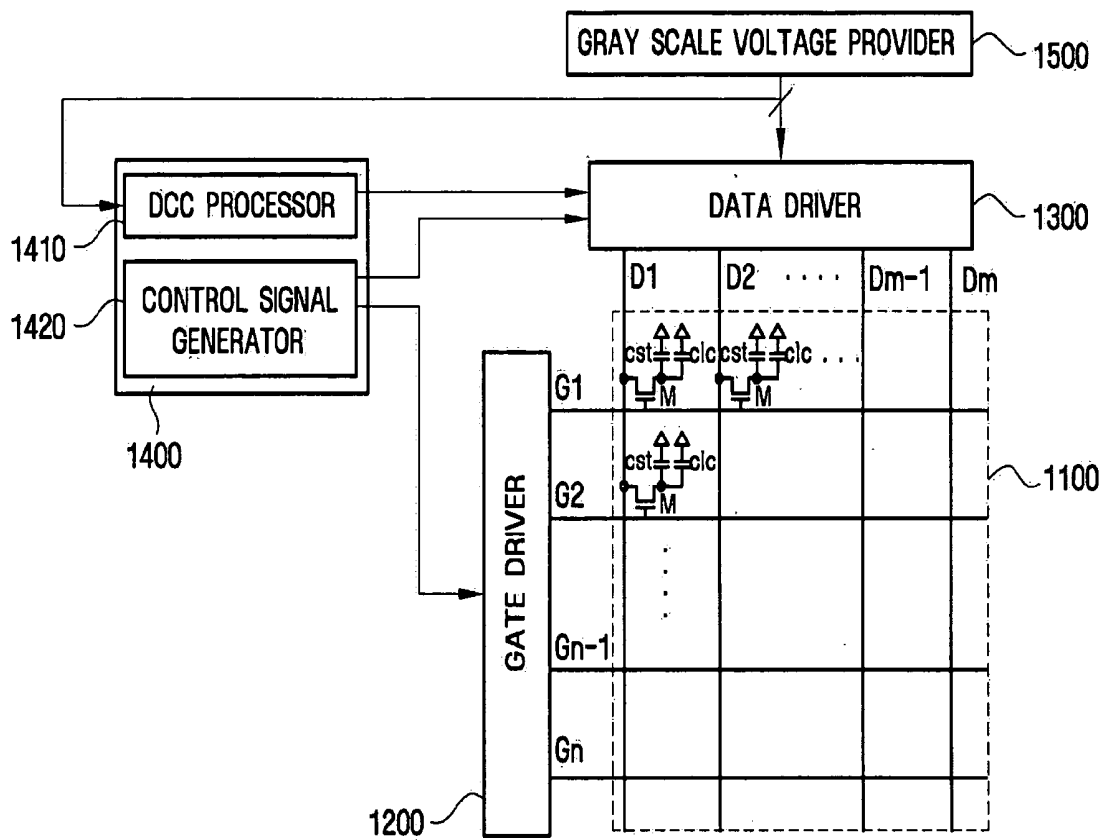 GRAY SCALE VOLTAGE PROVIDER
1500
DCC PROCESSOR
1410
DATA DRIVER
1300
CONTROL SIGNAL
GENERATOR
1420
1400
D1
D2
. . . .
Dm-1
Dm
cst
clc
cst
clc
. . .
G1
M
M
cst
clc
1100
G2
M
GATE DRIVER
Gn-1
Gn
1200